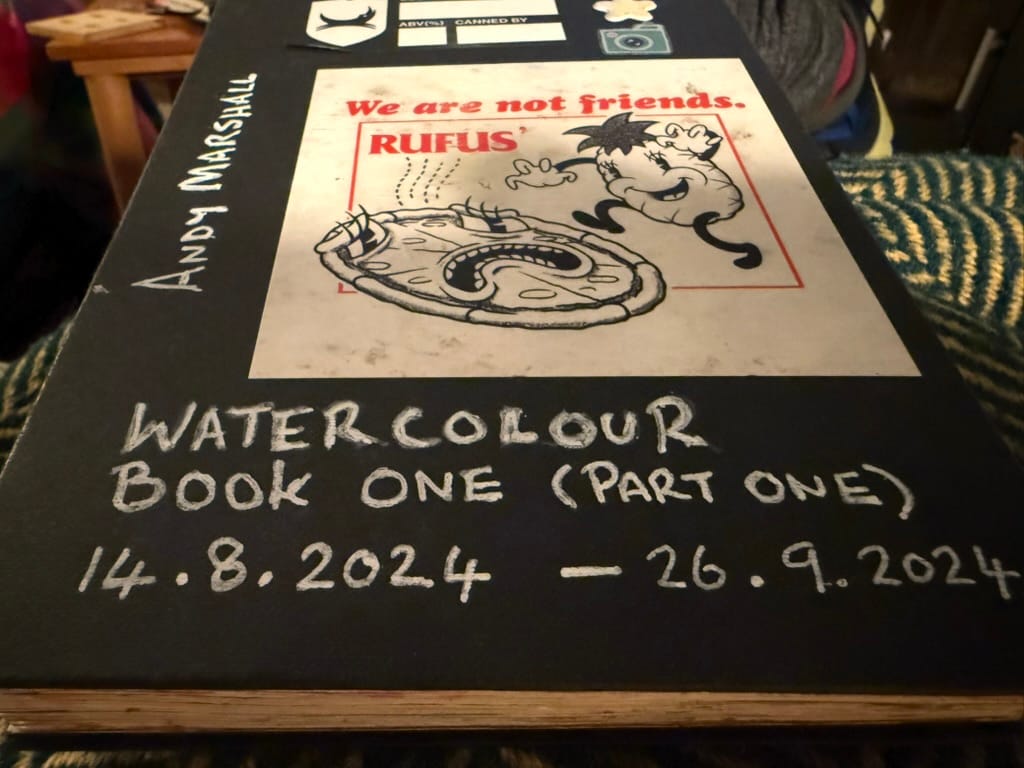 ABV(%) CANNED BY
We are not friends.
RUFUS'
ANDY MARSHALL
WATERCOLOUR
BOOK ONE (PART ONE)
14.8.2024 — 26.9.2024